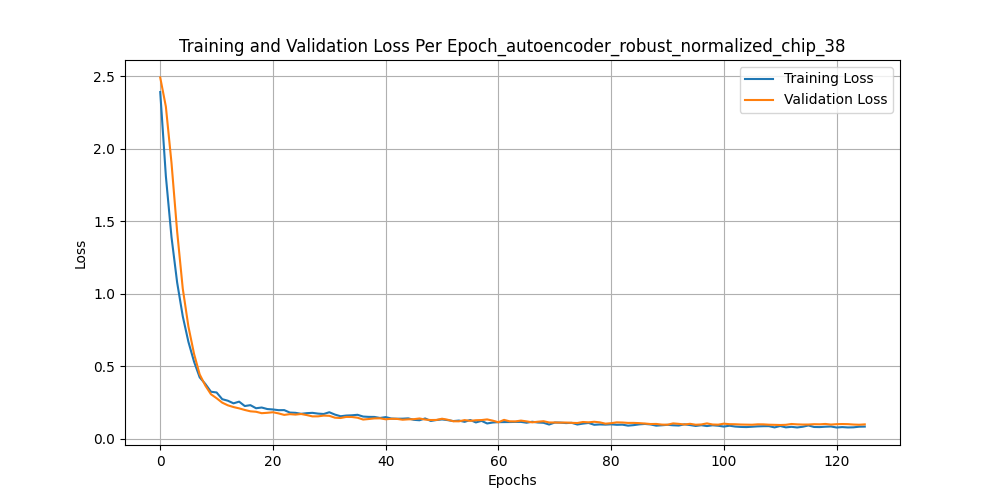 Training and Validation Loss Per Epoch_autoencoder_robust_normalized_chip_38
Training Loss
Validation Loss
2.5
2.0
1.5
1.0
0.5
0.0
Loss
0 20 40 60 80 100 120
Epochs